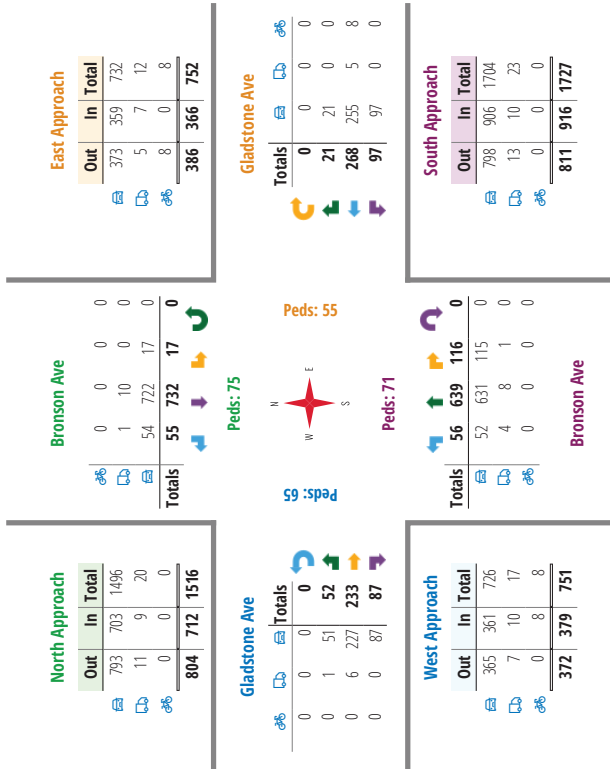 North Approach
Out In Total
793 703 1496
11 9 20
0 0 0
804 712 1516
Bronson Ave
0 0 0 0
1 10 0 0
54 722 17 0
Totals 55 732 17 0
East Approach
Out In Total
373 359 732
5 7 12
8 0 8
386 366 752
Gladstone Ave
Totals
0 0 0 0
0 1 51 52
0 6 227 233
0 0 87 87
Peds: 75
Peds: 65
N
W E
S
Peds: 55
Peds: 71
Gladstone Ave
Totals
0 0 0 0
21 21 0 0
268 255 5 8
97 97 0 0
West Approach
Out In Total
365 361 726
7 10 17
0 8 8
372 379 751
Totals 56 639 116 0
52 631 115 0
4 8 1 0
0 0 0 0
Bronson Ave
South Approach
Out In Total
798 906 1704
13 10 23
0 0 0
811 916 1727